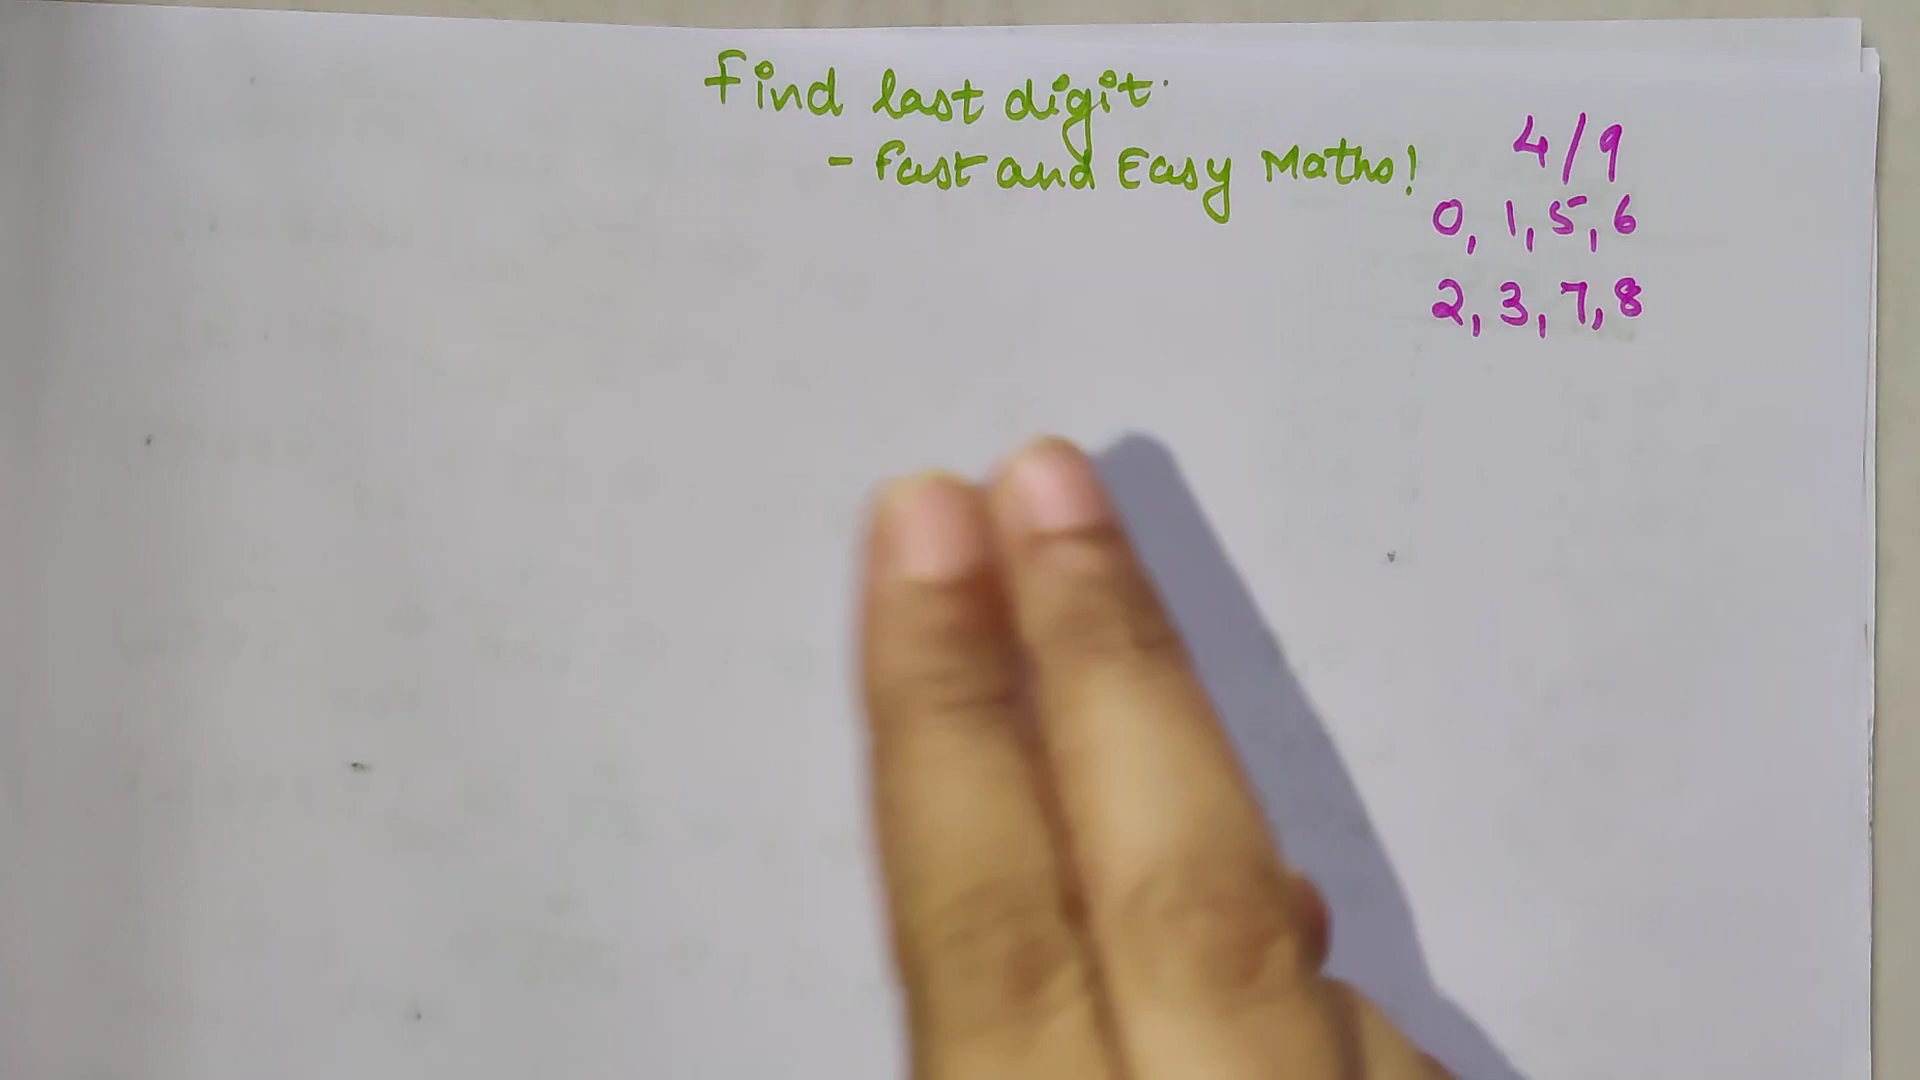 Find last digit.
- Fast and Easy Maths!
4/9
0, 1, 5, 6
2, 3, 7, 8